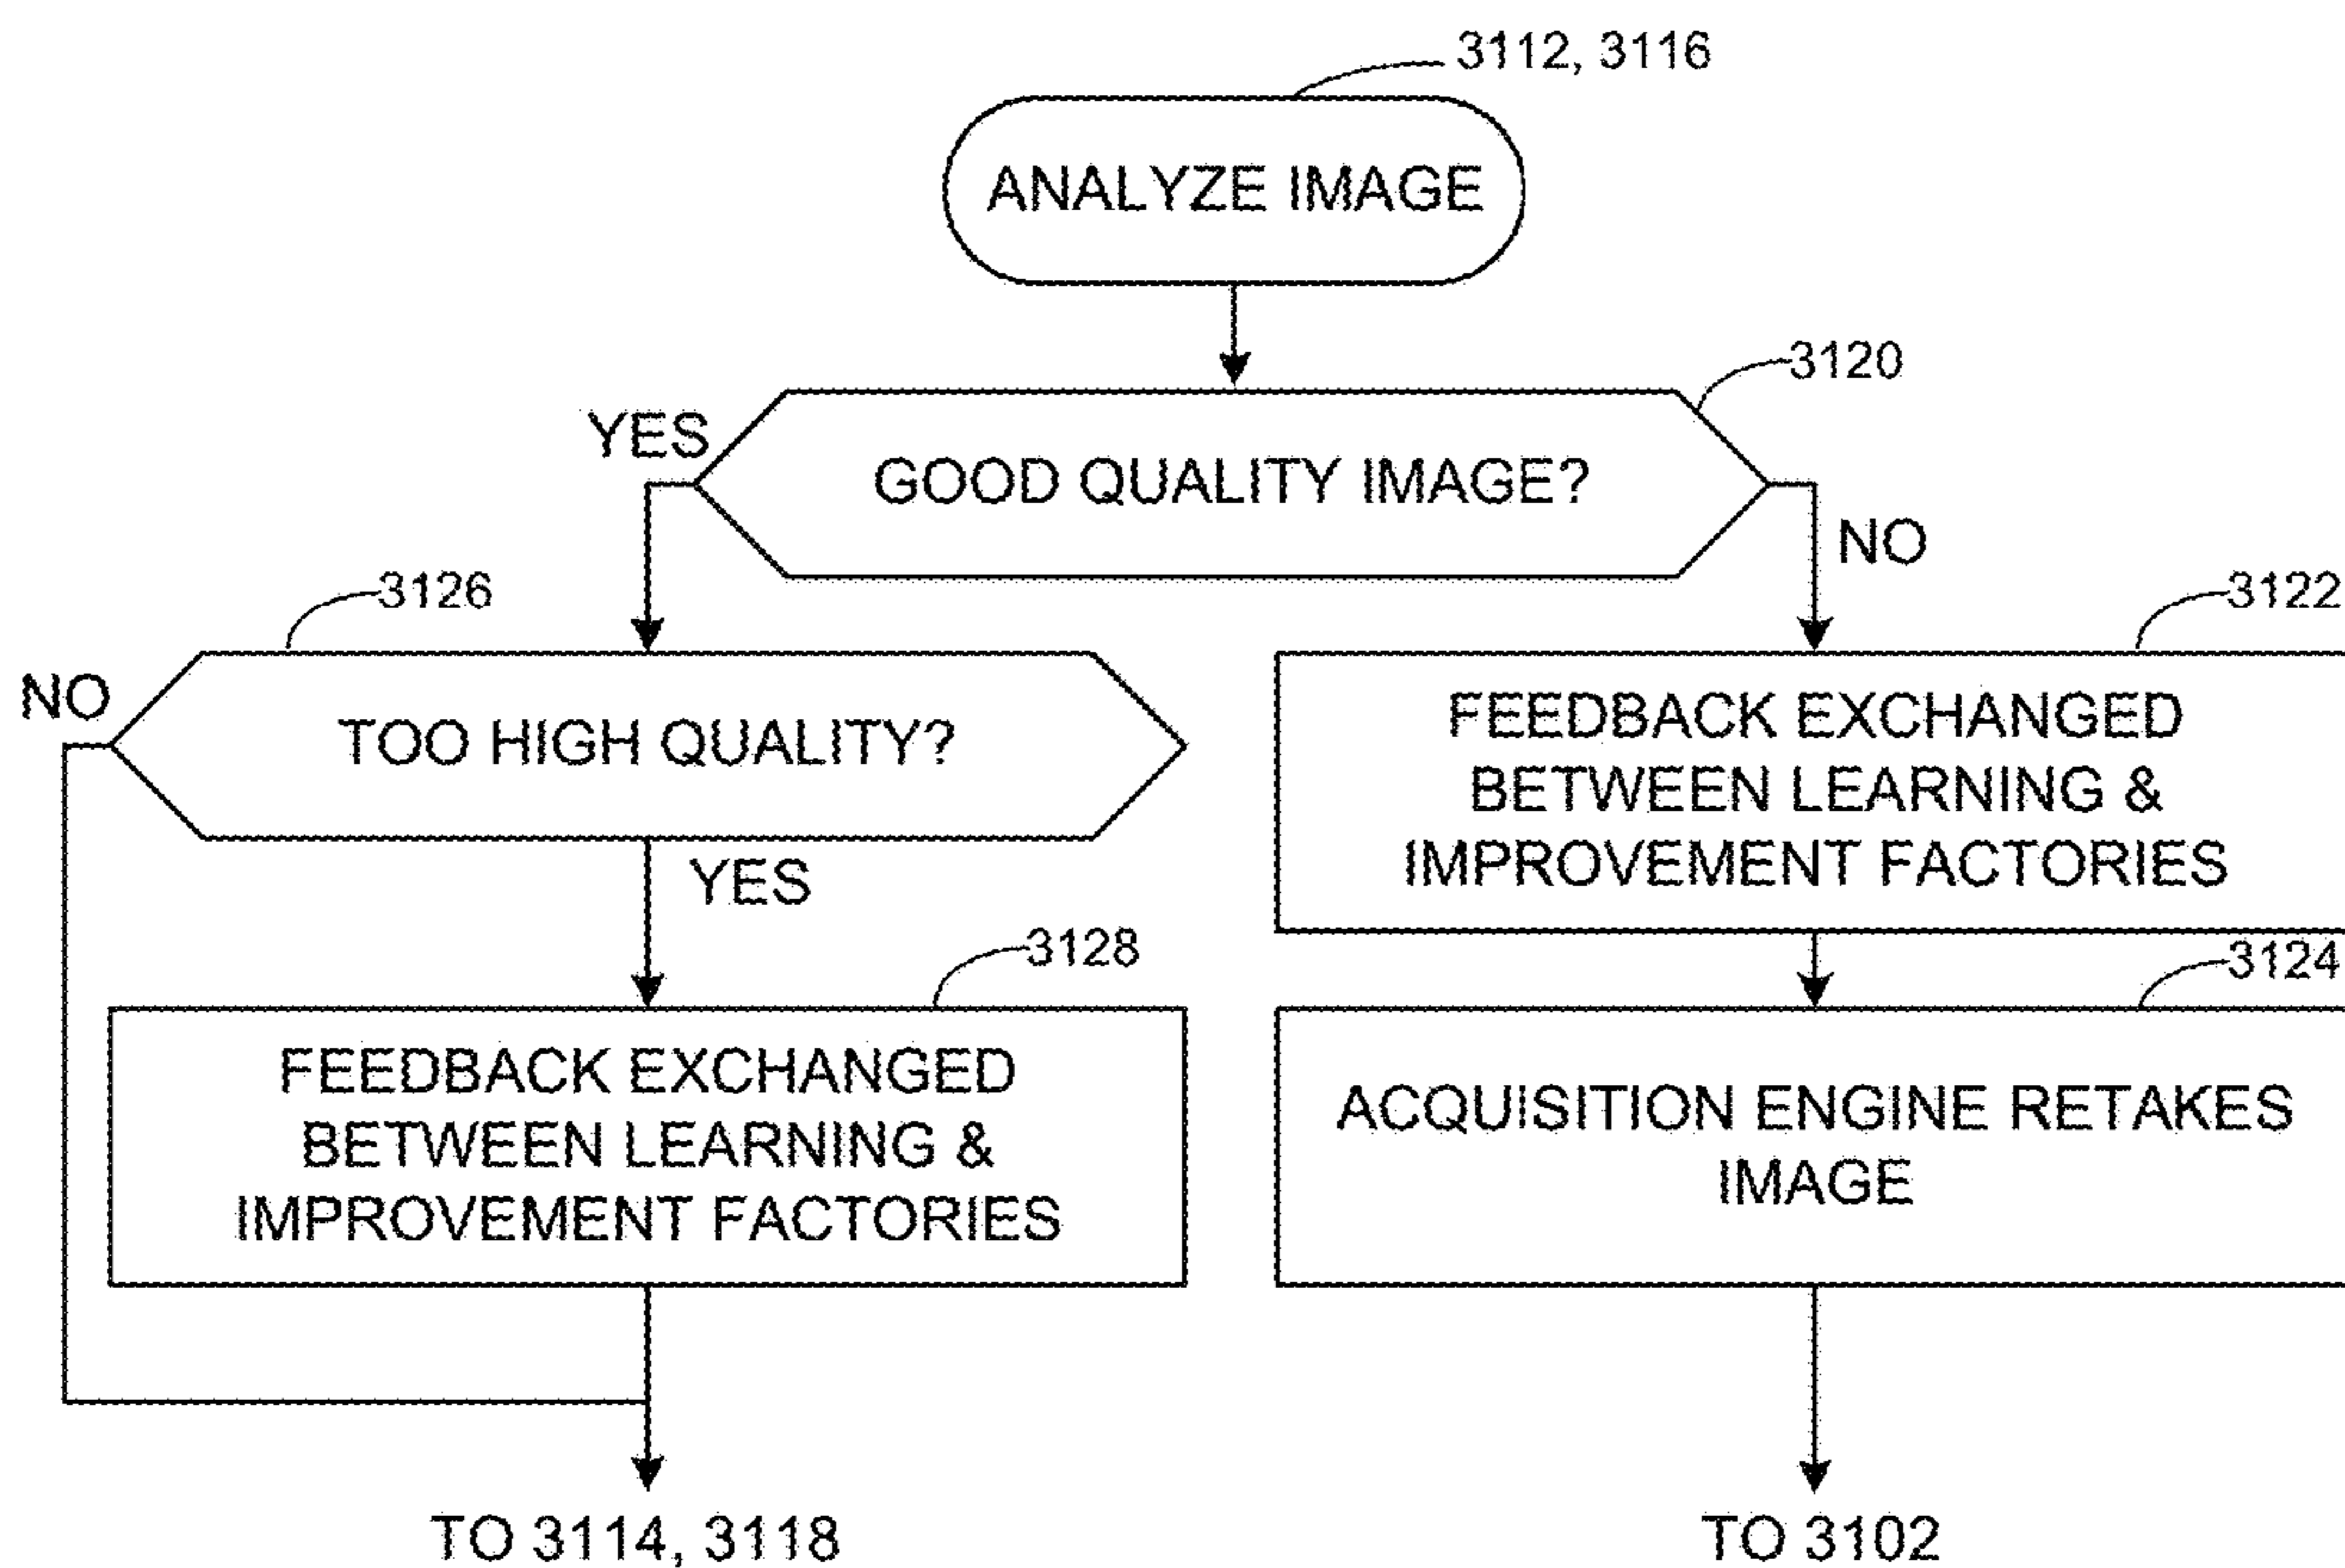 3112, 3116
ANALYZE IMAGE
3120
YES
GOOD QUALITY IMAGE?
NO
3126
3122
NO
TOO HIGH QUALITY?
FEEDBACK EXCHANGED
BETWEEN LEARNING &
IMPROVEMENT FACTORIES
YES
3128
3124
FEEDBACK EXCHANGED
BETWEEN LEARNING &
IMPROVEMENT FACTORIES
ACQUISITION ENGINE RETAKES
IMAGE
TO 3114, 3118
TO 3102